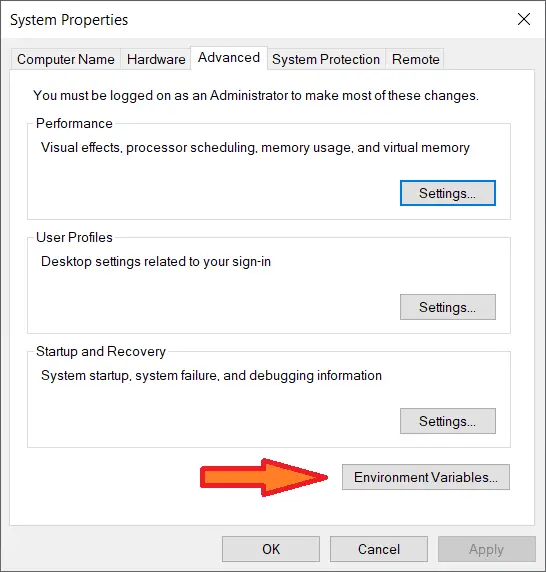 System Properties
Computer Name Hardware Advanced System Protection Remote
You must be logged on as an Administrator to make most of these changes.
Performance
Visual effects, processor scheduling, memory usage, and virtual memory
Settings...
User Profiles
Desktop settings related to your sign-in
Settings...
Startup and Recovery
System startup, system failure, and debugging information
Settings...
Environment Variables...
OK Cancel Apply